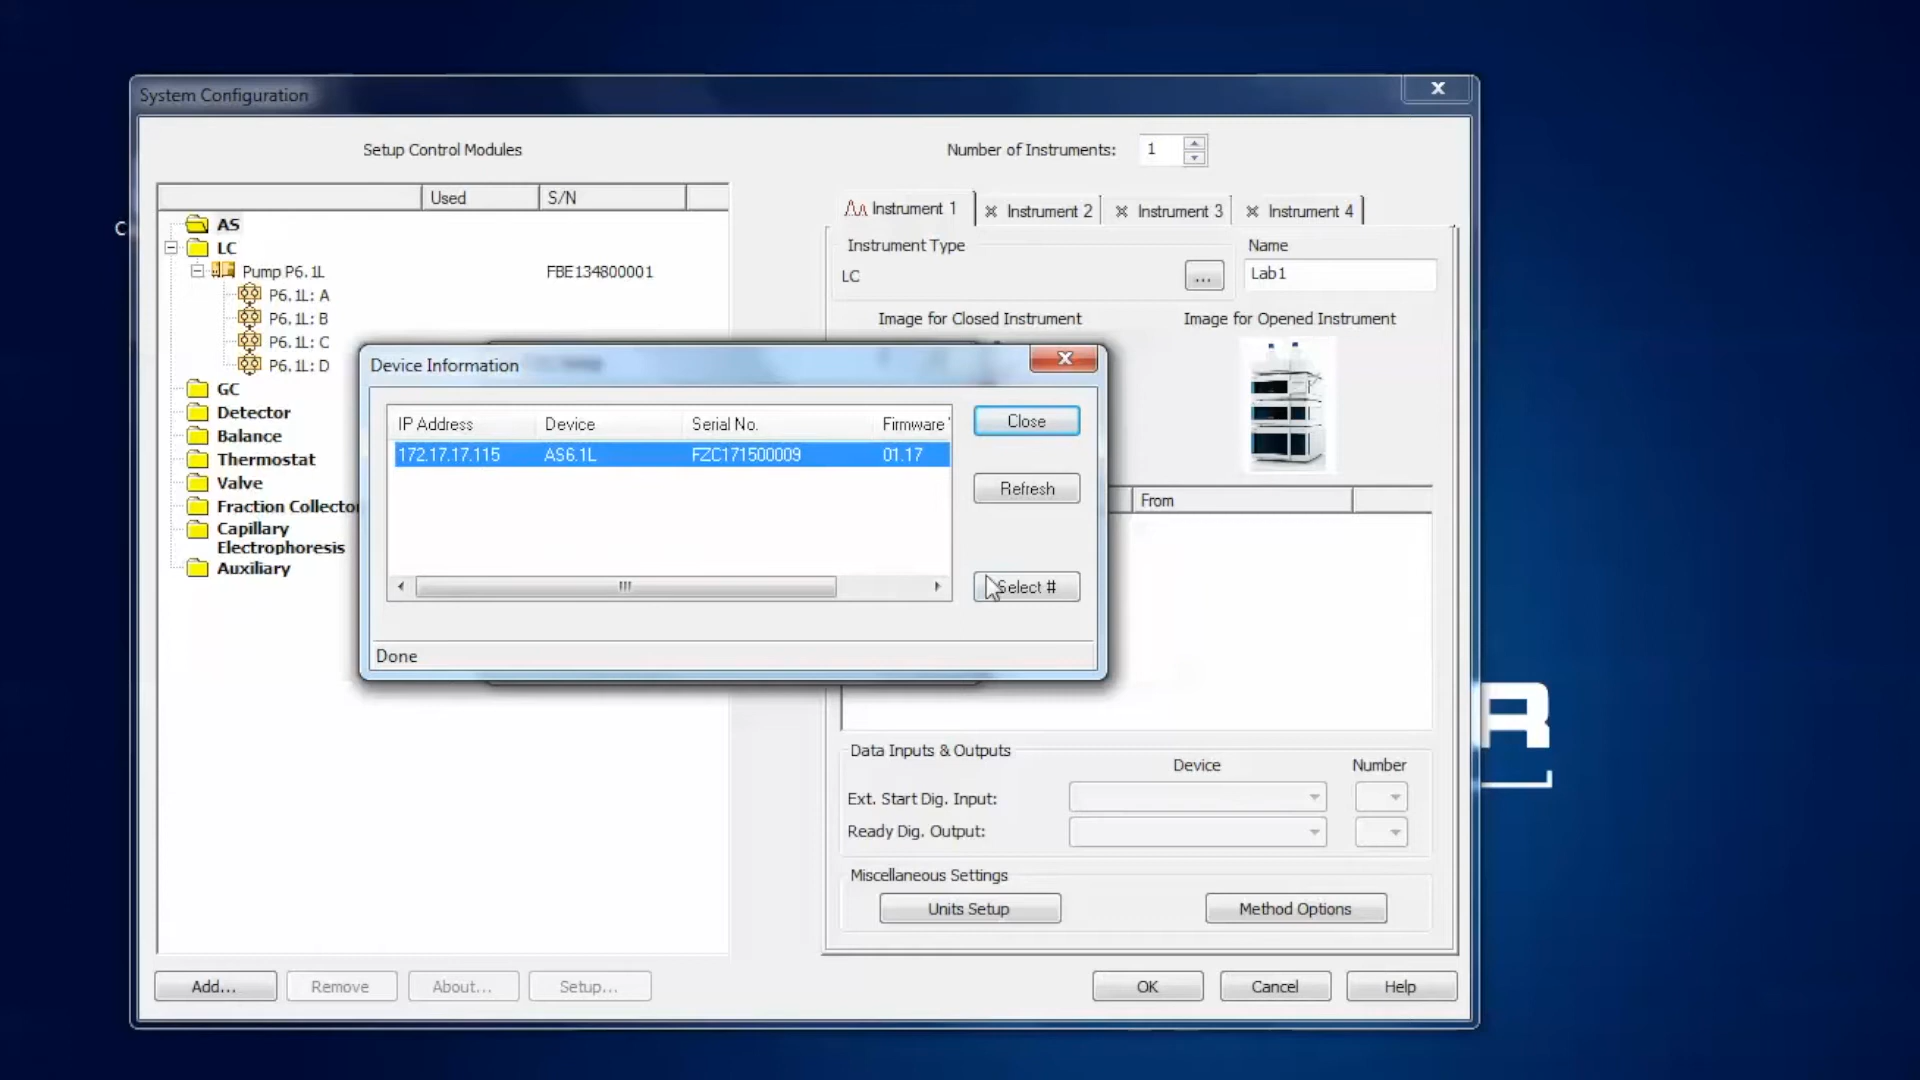 System Configuration
X
Setup Control Modules
Number of Instruments: 1
Used S/N
Instrument 1 Instrument 2 Instrument 3 Instrument 4
AS
LC
Pump P6.1L FBE134800001
P6.1L: A
P6.1L: B
P6.1L: C
P6.1L: D
GC
Detector
Balance
Thermostat
Valve
Fraction Collecto
Capillary
Electrophoresis
Auxiliary
Instrument Type Name
LC ... Lab1
Image for Closed Instrument Image for Opened Instrument
From
Device Information
X
IP Address Device Serial No. Firmware
172.17.17.115 AS6.1L FZC171500009 01.17
Close
Refresh
Select #
Done
C
R
Data Inputs & Outputs
Device Number
Ext. Start Dig. Input:
Ready Dig. Output:
Miscellaneous Settings
Units Setup Method Options
Add... Remove About... Setup... OK Cancel Help